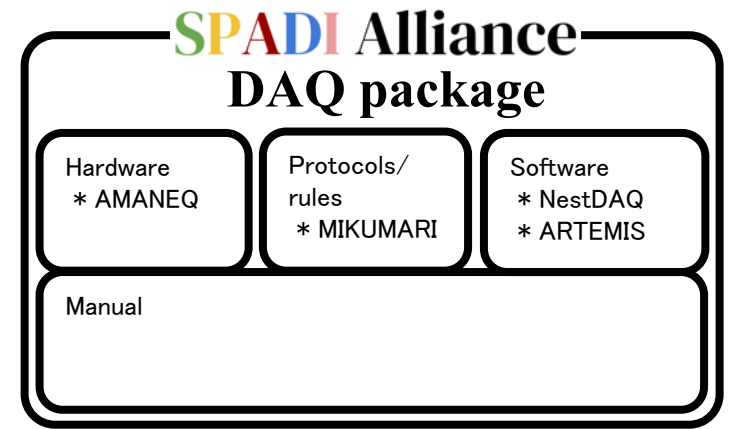 SPADI Alliance
DAQ package
Hardware
* AMANEQ
Protocols/
rules
* MIKUMARI
Software
* NestDAQ
* ARTEMIS
Manual